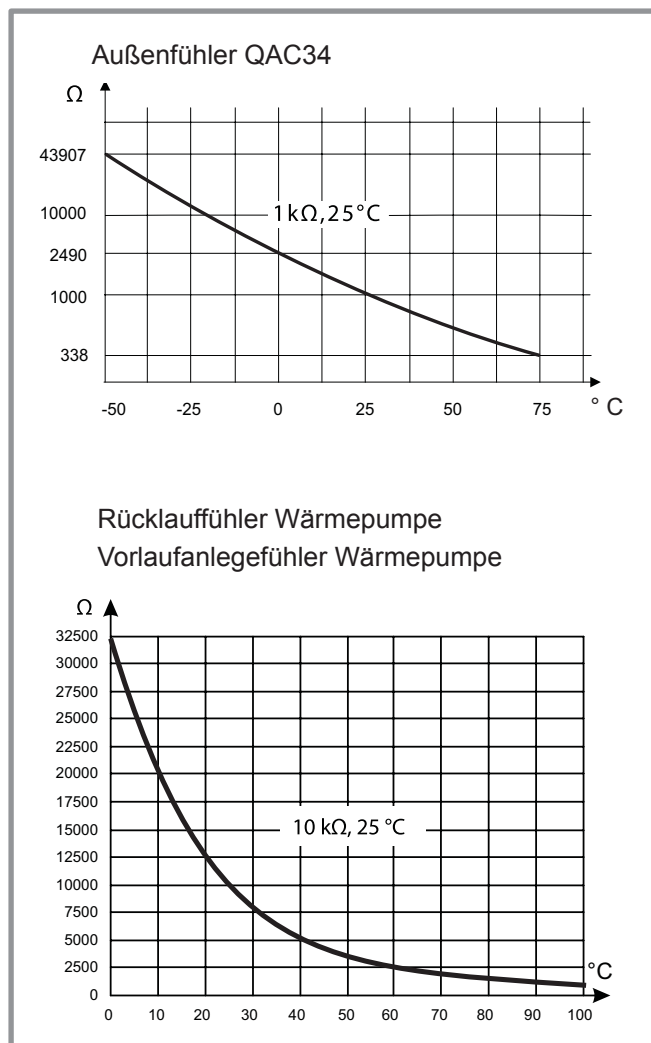 Außenfühler QAC34
Ω
43907
10000
1 kΩ, 25 °C
2490
1000
338
-50 -25 0 25 50 75 ° C
Rücklauffühler Wärmepumpe
Vorlaufanlegefühler Wärmepumpe
Ω
32500
30000
27500
25000
22500
20000
17500
15000
10 kΩ, 25 °C
12500
10000
7500
5000
2500
°C
0
0 10 20 30 40 50 60 70 80 90 100